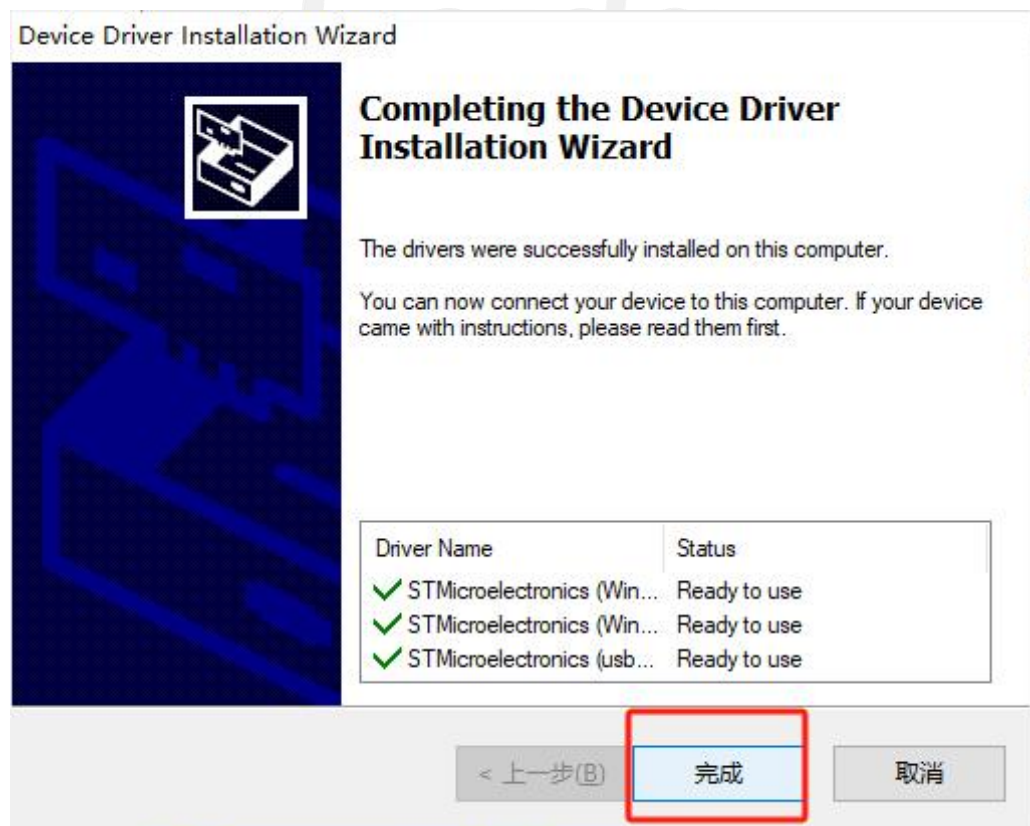 Device Driver Installation Wizard
Completing the Device Driver
Installation Wizard
The drivers were successfully installed on this computer.
You can now connect your device to this computer. If your device
came with instructions, please read them first.
Driver Name Status
STMicroelectronics (Win... Ready to use
STMicroelectronics (Win... Ready to use
STMicroelectronics (usb... Ready to use
< 上一步(B) 完成 取消